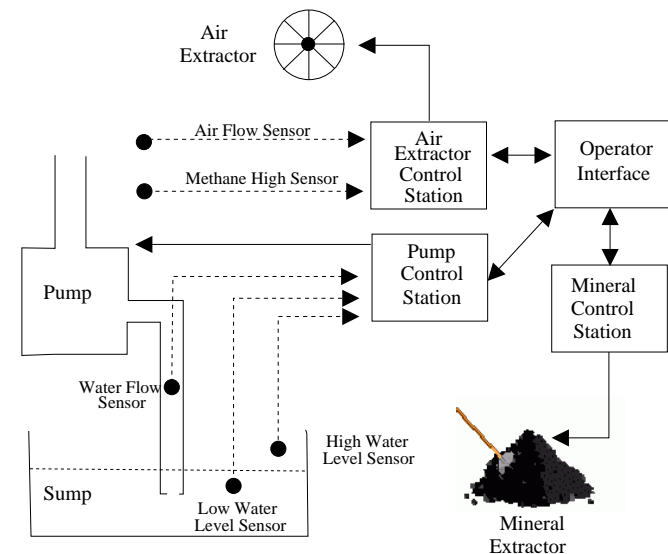 Air
Extractor
Air Flow Sensor
Methane High Sensor
Air
Extractor
Control
Station
Operator
Interface
Pump
Pump
Control
Station
Mineral
Control
Station
Water Flow
Sensor
High Water
Level Sensor
Sump
Low Water
Level Sensor
Mineral
Extractor